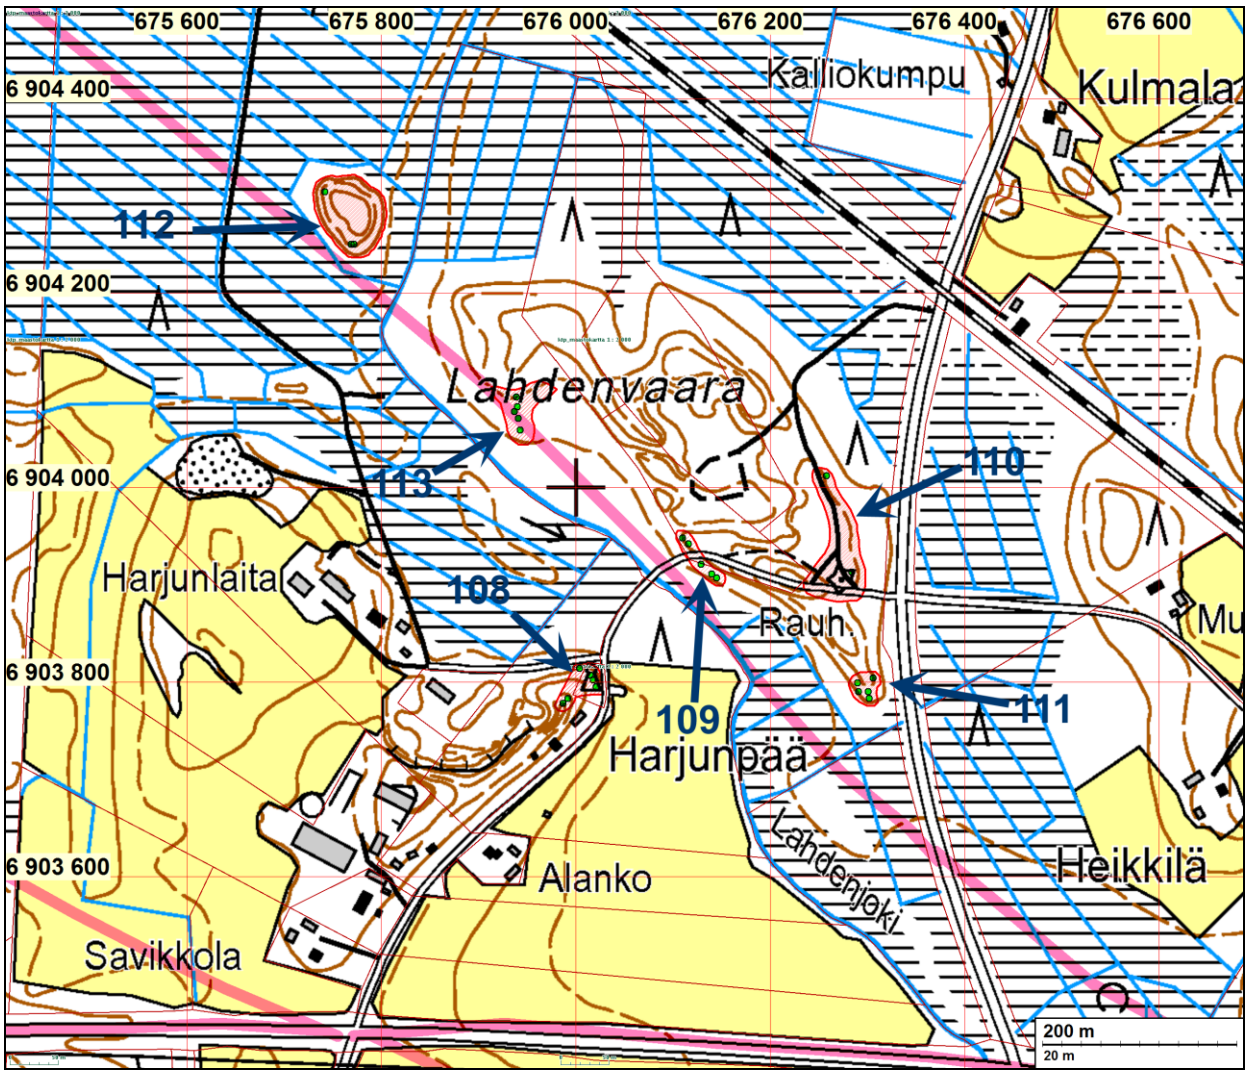 675 600
675 800
676 000
676 200
676 400
676 600
Kalliokumpu
Kulmala
6 904 400
112
6 904 200
Lahdenvaara
113
110
6 904 000
Harjunlaita
108
Rauh.
Mu
6 903 800
109
111
Harjunpää
Lahdenjoki
6 903 600
Alanko
Heikkilä
Savikkola
200 m
20 m